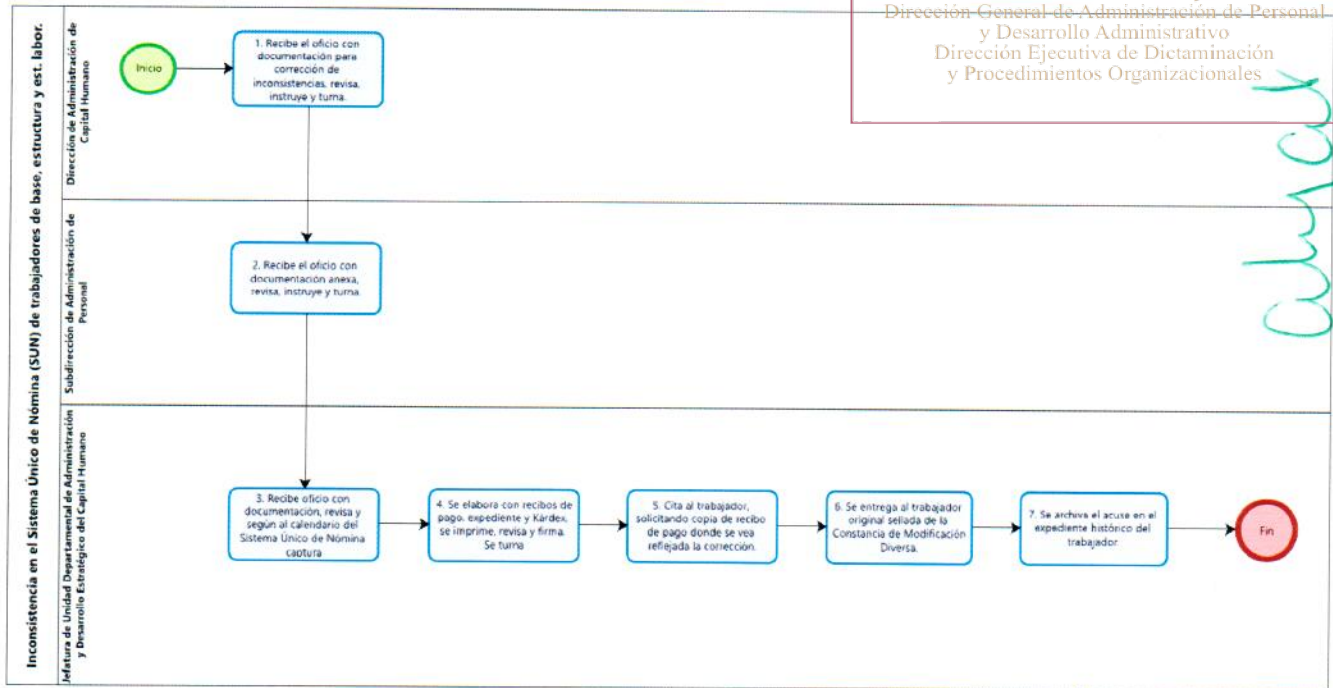 Dirección General de Administración de Personal
y Desarrollo Administrativo
Dirección Ejecutiva de Dictaminación
y Procedimientos Organizacionales
Inconsistencia en el Sistema Único de Nómina (SUN) de trabajadores de base, estructura y est. labor.
Dirección de Administración de
Capital Humano
Inicio
1. Recibe el oficio con
documentación para
corrección de
inconsistencias, revisa,
instruye y turna.
Subdirección de Administración de
Personal
2. Recibe el oficio con
documentación anexa,
revisa, instruye y turna.
Jefatura de Unidad Departamental de Administración
y Desarrollo Estratégico del Capital Humano
3. Recibe oficio con
documentación, revisa y
según al calendario del
Sistema Único de Nómina
captura
4. Se elabora con recibos de
pago, expediente y Kárdex,
se imprime, revisa y firma.
Se turna
5. Cita al trabajador,
solicitando copia de recibo
de pago donde se vea
reflejada la corrección.
6. Se entrega al trabajador
original sellada de la
Constancia de Modificación
Diversa.
7. Se archiva el acuse en el
expediente histórico del
trabajador
Fin